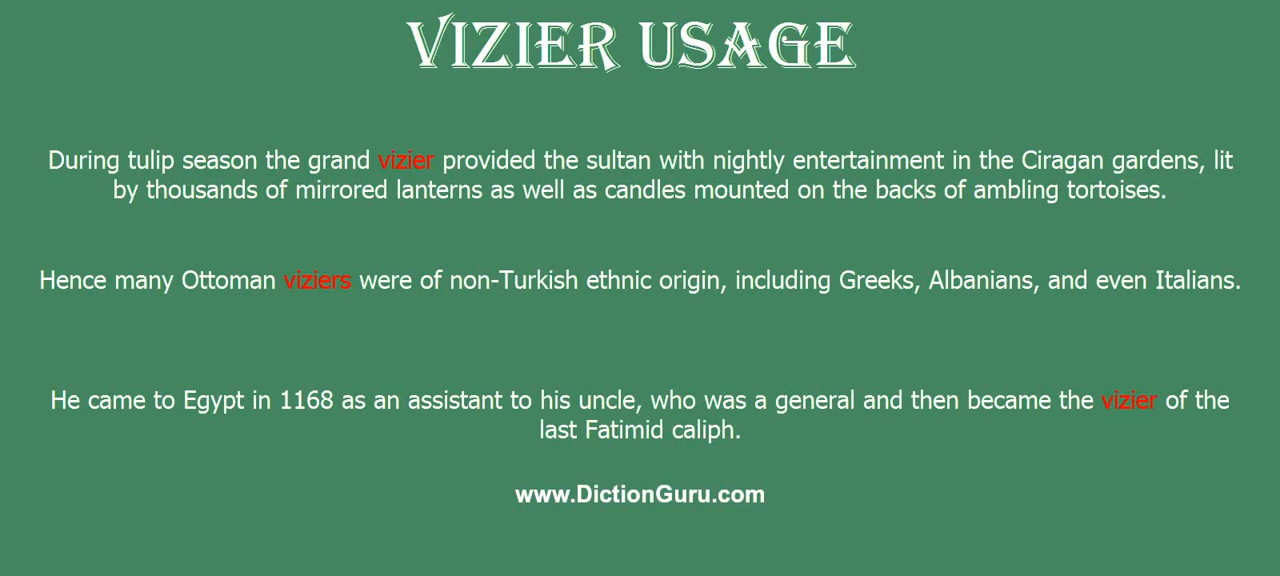 VIZIER USAGE
During tulip season the grand vizier provided the sultan with nightly entertainment in the Ciragan gardens, lit
by thousands of mirrored lanterns as well as candles mounted on the backs of ambling tortoises.
Hence many Ottoman viziers were of non-Turkish ethnic origin, including Greeks, Albanians, and even Italians.
He came to Egypt in 1168 as an assistant to his uncle, who was a general and then became the vizier of the
last Fatimid caliph.
www.DictionGuru.com